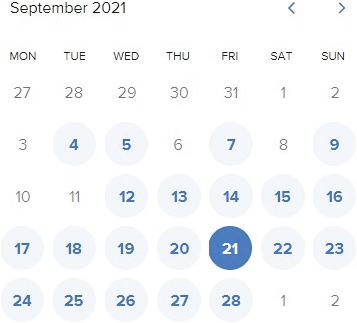 September 2021
MON TUE WED THU FRI SAT SUN
27 28 29 30 31 1 2
3 4 5 6 7 8 9
10 11 12 13 14 15 16
17 18 19 20 21 22 23
24 25 26 27 28 1 2